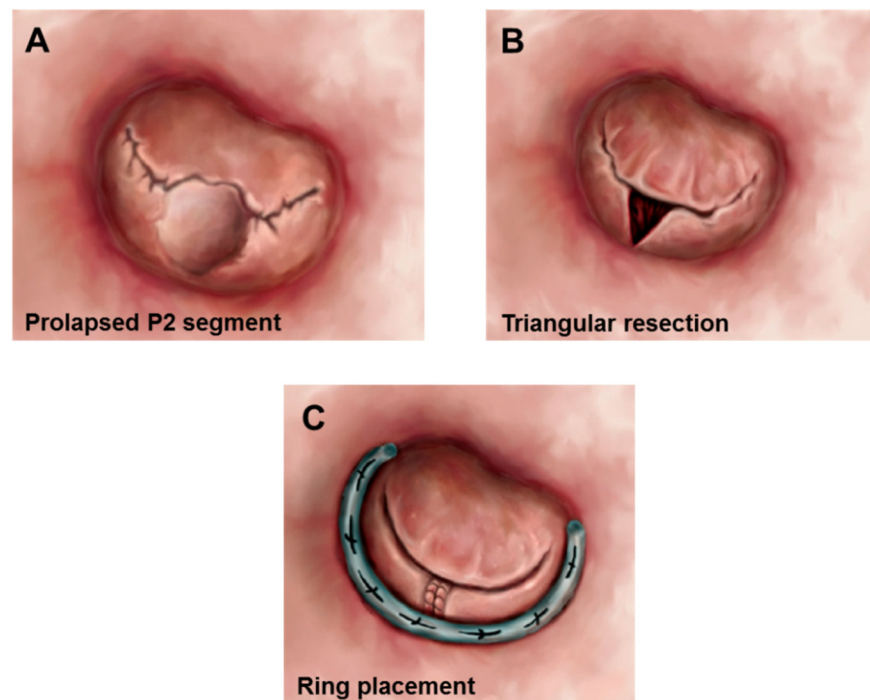 A
Prolapsed P2 segment
B
Triangular resection
C
Ring placement